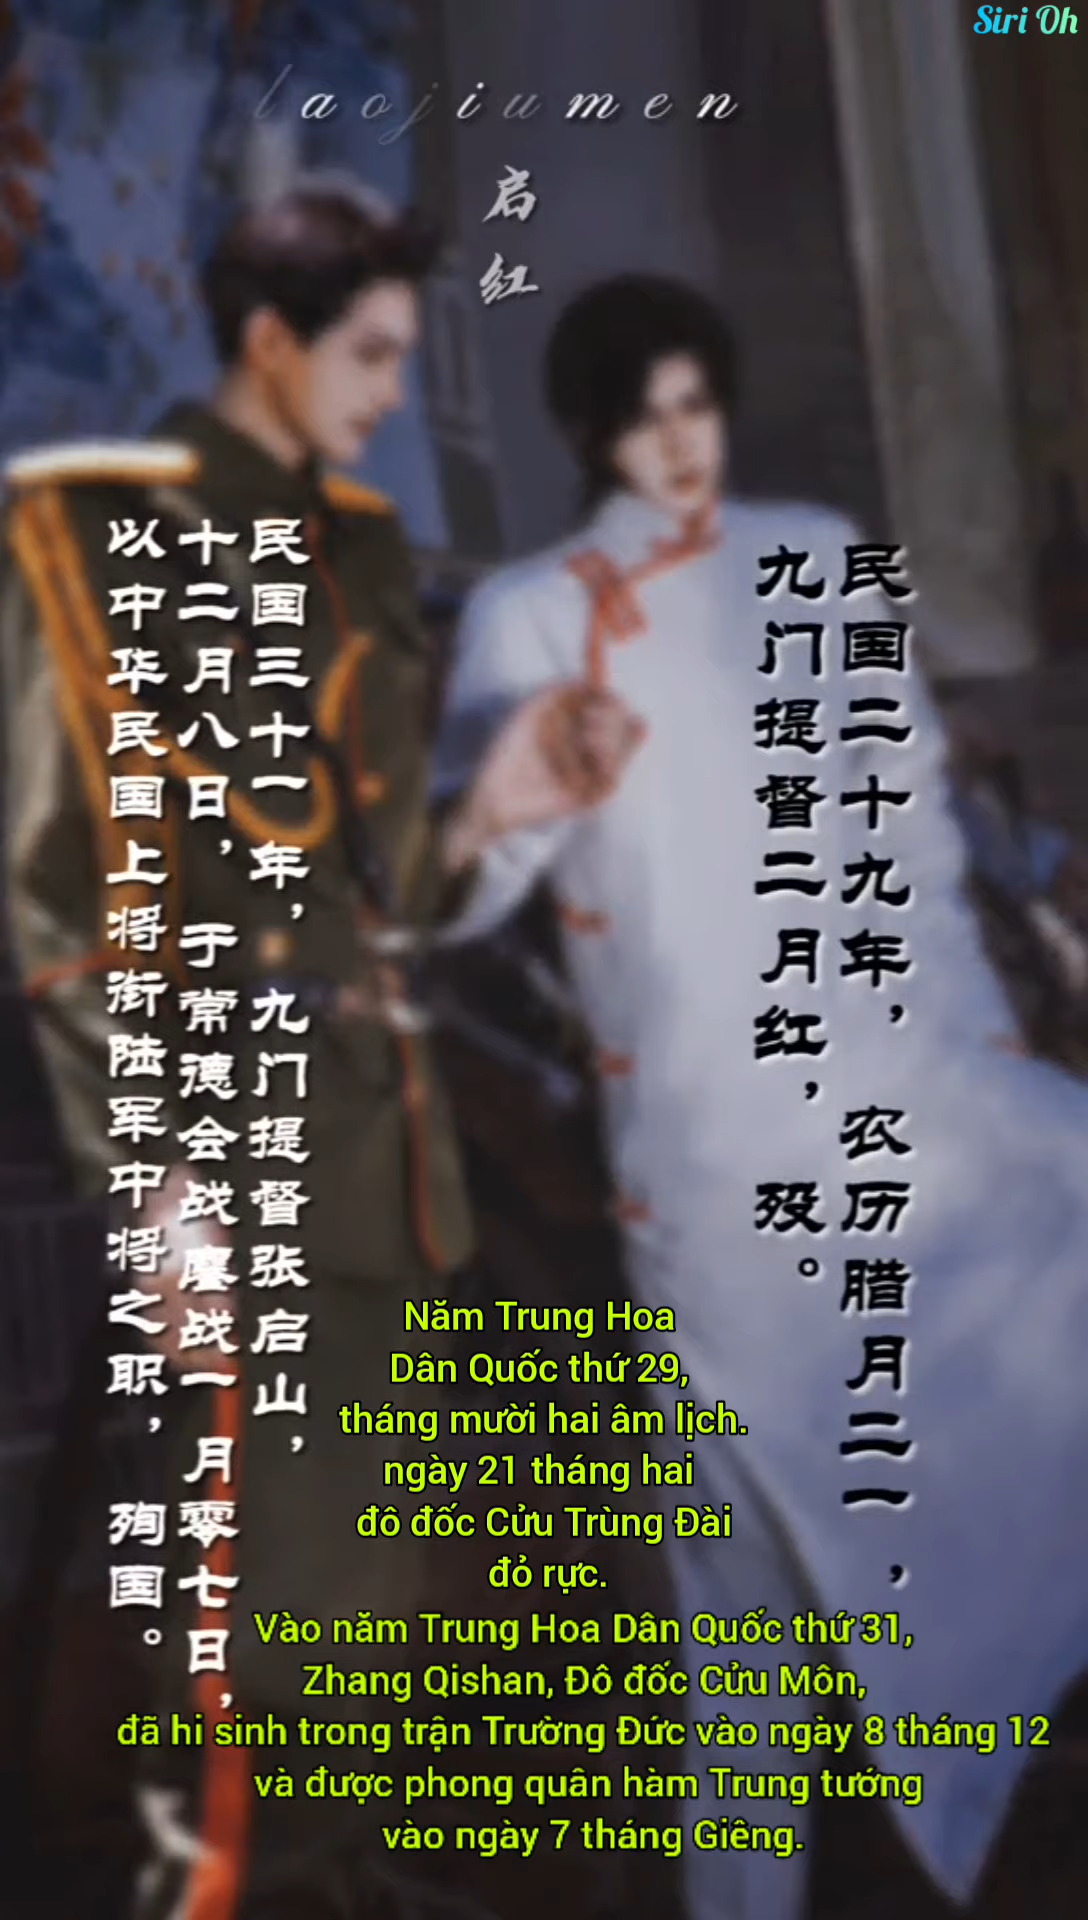 Siri Oh
laojiumen
启红
民国二十九年，农历腊月二一，
九门提督二月红，殁。
民国三十一年，九门提督张启山，
十二月八日，于常德会战鏖战一月零七日，
以中华民国上将衔陆军中将之职，殉国。
Năm Trung Hoa
Dân Quốc thứ 29,
tháng mười hai âm lịch.
ngày 21 tháng hai
đô đốc Cửu Trùng Đài
đỏ rực.
Vào năm Trung Hoa Dân Quốc thứ 31,
Zhang Qishan, Đô đốc Cửu Môn,
đã hi sinh trong trận Trường Đức vào ngày 8 tháng 12
và được phong quân hàm Trung tướng
vào ngày 7 tháng Giêng.